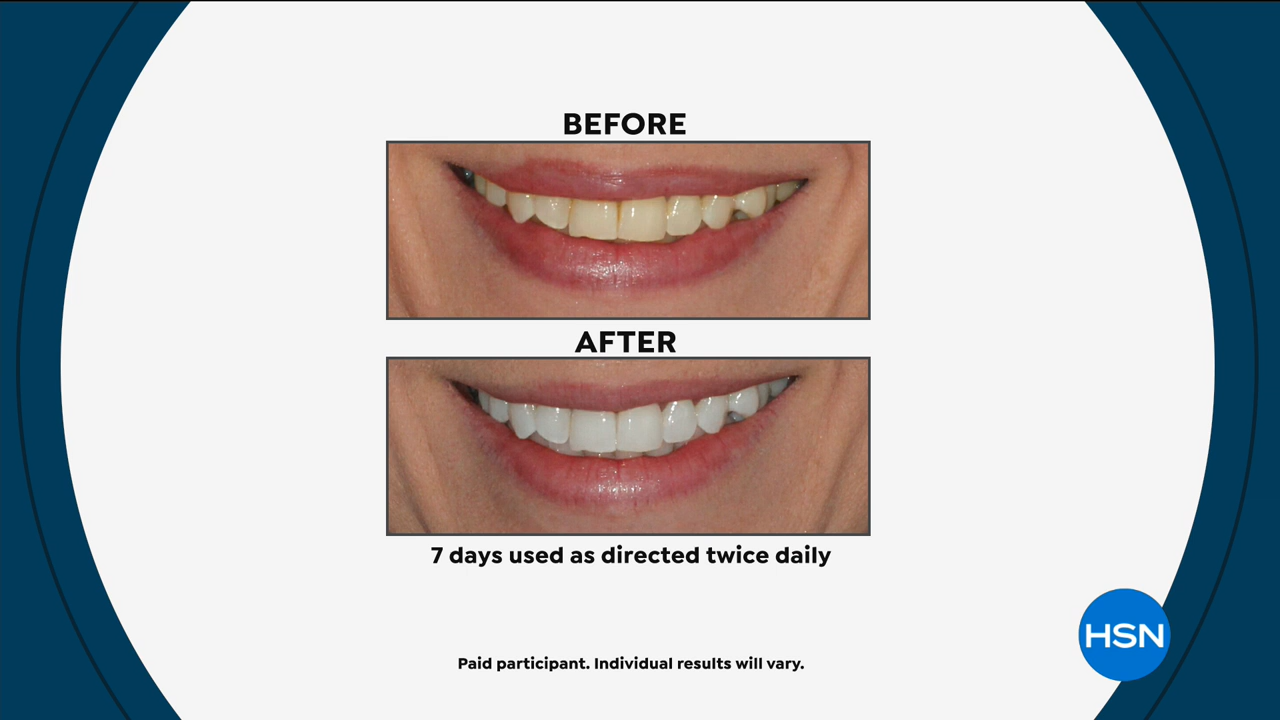 BEFORE
AFTER
7 days used as directed twice daily
HSN
Paid participant. Individual results will vary.